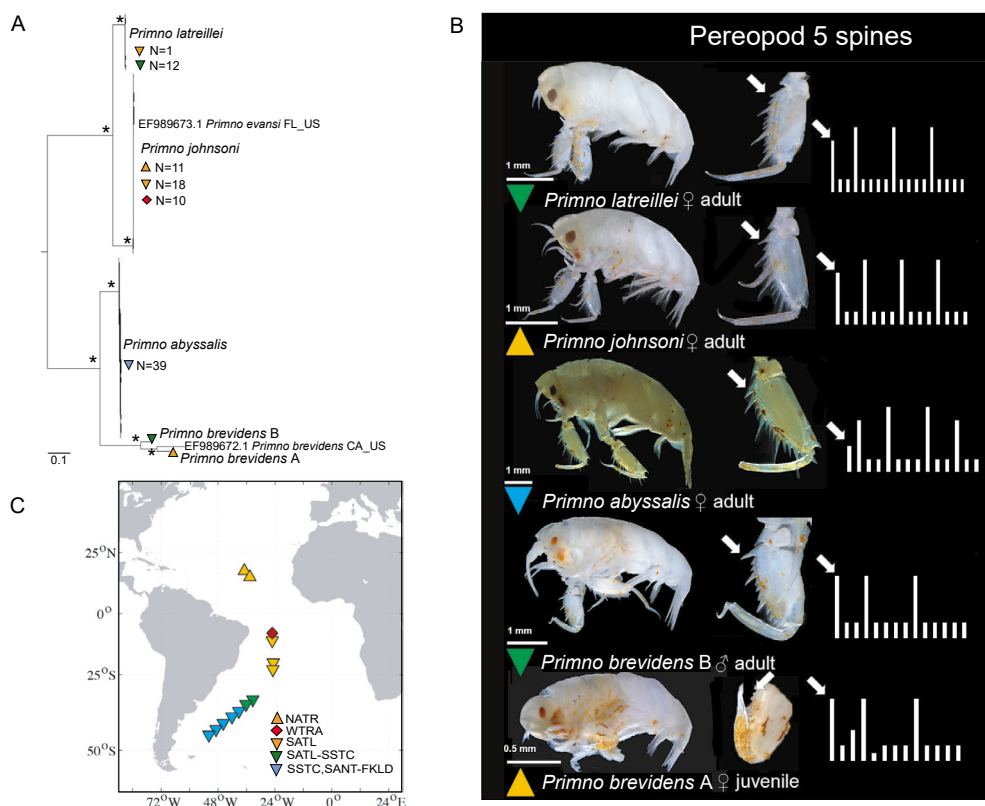 A
*
Primno latreillei
N=1
N=12
*
EF989673.1 Primno evansi FL_US
Primno johnsoni
N=11
N=18
N=10
*
*
Primno abyssalis
N=39
*
*
Primno brevidens B
EF989672.1 Primno brevidens CA_US
*
Primno brevidens A
0.1
B
Pereopod 5 spines
1 mm
Primno latreillei ♀ adult
1 mm
Primno johnsoni ♀ adult
1 mm
Primno abyssalis ♀ adult
1 mm
Primno brevidens B ♂ adult
0.5 mm
Primno brevidens A ♀ juvenile
C
25°N
0°
25°S
50°S
72°W
48°W
24°W
0°
24°E
NATR
WTRA
SATL
SATL-SSTC
SSTC,SANT-FKLD